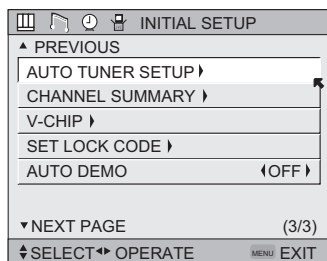 INITIAL SETUP
▲ PREVIOUS
AUTO TUNER SETUP
CHANNEL SUMMARY
V-CHIP
SET LOCK CODE
AUTO DEMO OFF
▼NEXT PAGE (3/3)
SELECT OPERATE MENU EXIT